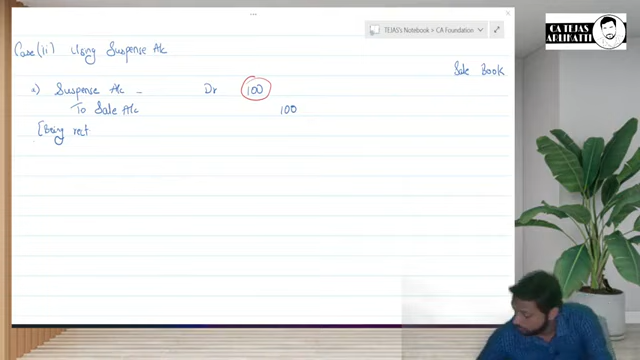 TEJAS's Notebook > CA Foundation
CA TEJAS
ARLIKATTI
Case(ii) Using Suspense A/c
Sale Book
a) Suspense A/c - Dr 100
To Sale A/c 100
[Being rect